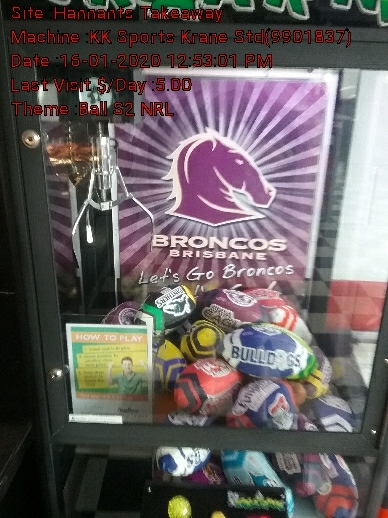 Site :Hannants Takeaway
Machine :KK Sports Krane Std(9901837)
Date :16-01-2020 12:53:01 PM
Last Visit $/Day :5.00
Theme :Ball S2 NRL
BRONCOS
BRISBANE
Let's Go Broncos
BULLDOGS
HOW TO PLAY